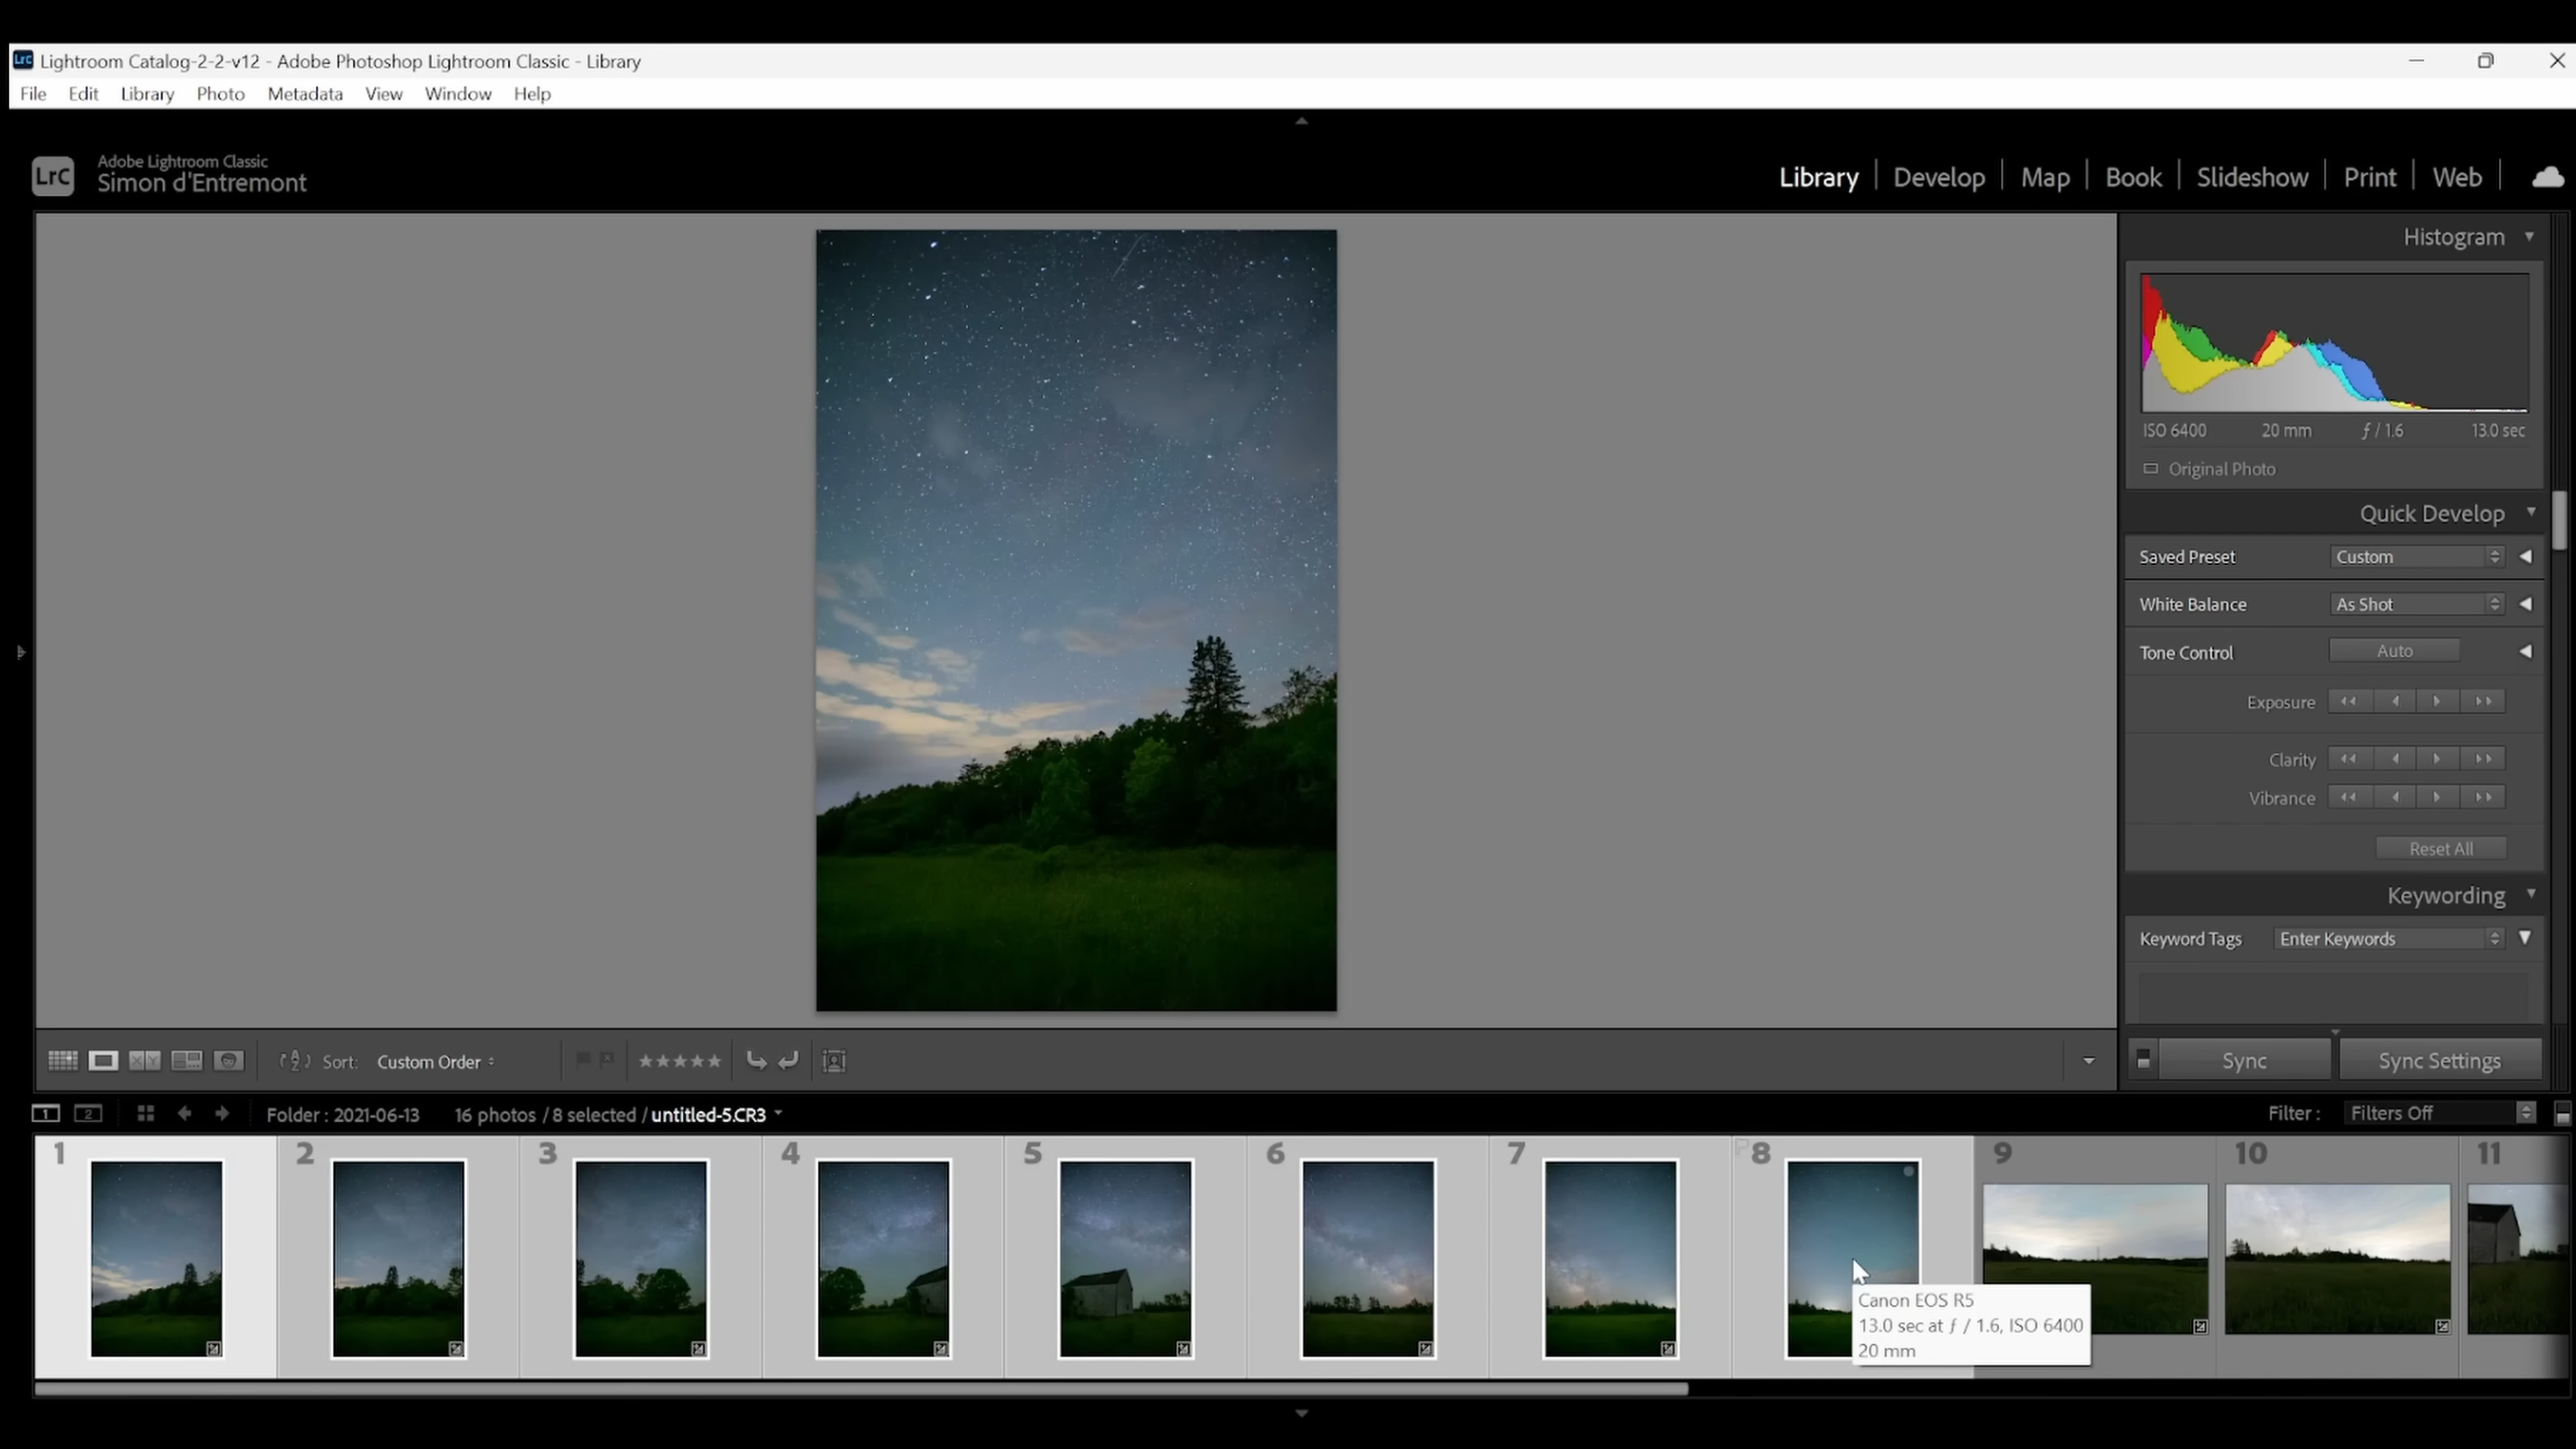 Lightroom Catalog-2-2-v12 - Adobe Photoshop Lightroom Classic - Library
File Edit Library Photo Metadata View Window Help
LrC
Adobe Lightroom Classic
Simon d'Entremont
Library | Develop | Map | Book | Slideshow | Print | Web |
Histogram
ISO 6400 20 mm ƒ / 1.6 13.0 sec
Original Photo
Quick Develop
Saved Preset Custom
White Balance As Shot
Tone Control Auto
Exposure
Clarity
Vibrance
Reset All
Keywording
Keyword Tags Enter Keywords
Sort: Custom Order
Sync Sync Settings
1 2 Folder : 2021-06-13 16 photos / 8 selected / untitled-5.CR3
Filter : Filters Off
1 2 3 4 5 6 7 8 9 10 11
Canon EOS R5
13.0 sec at ƒ / 1.6, ISO 6400
20 mm